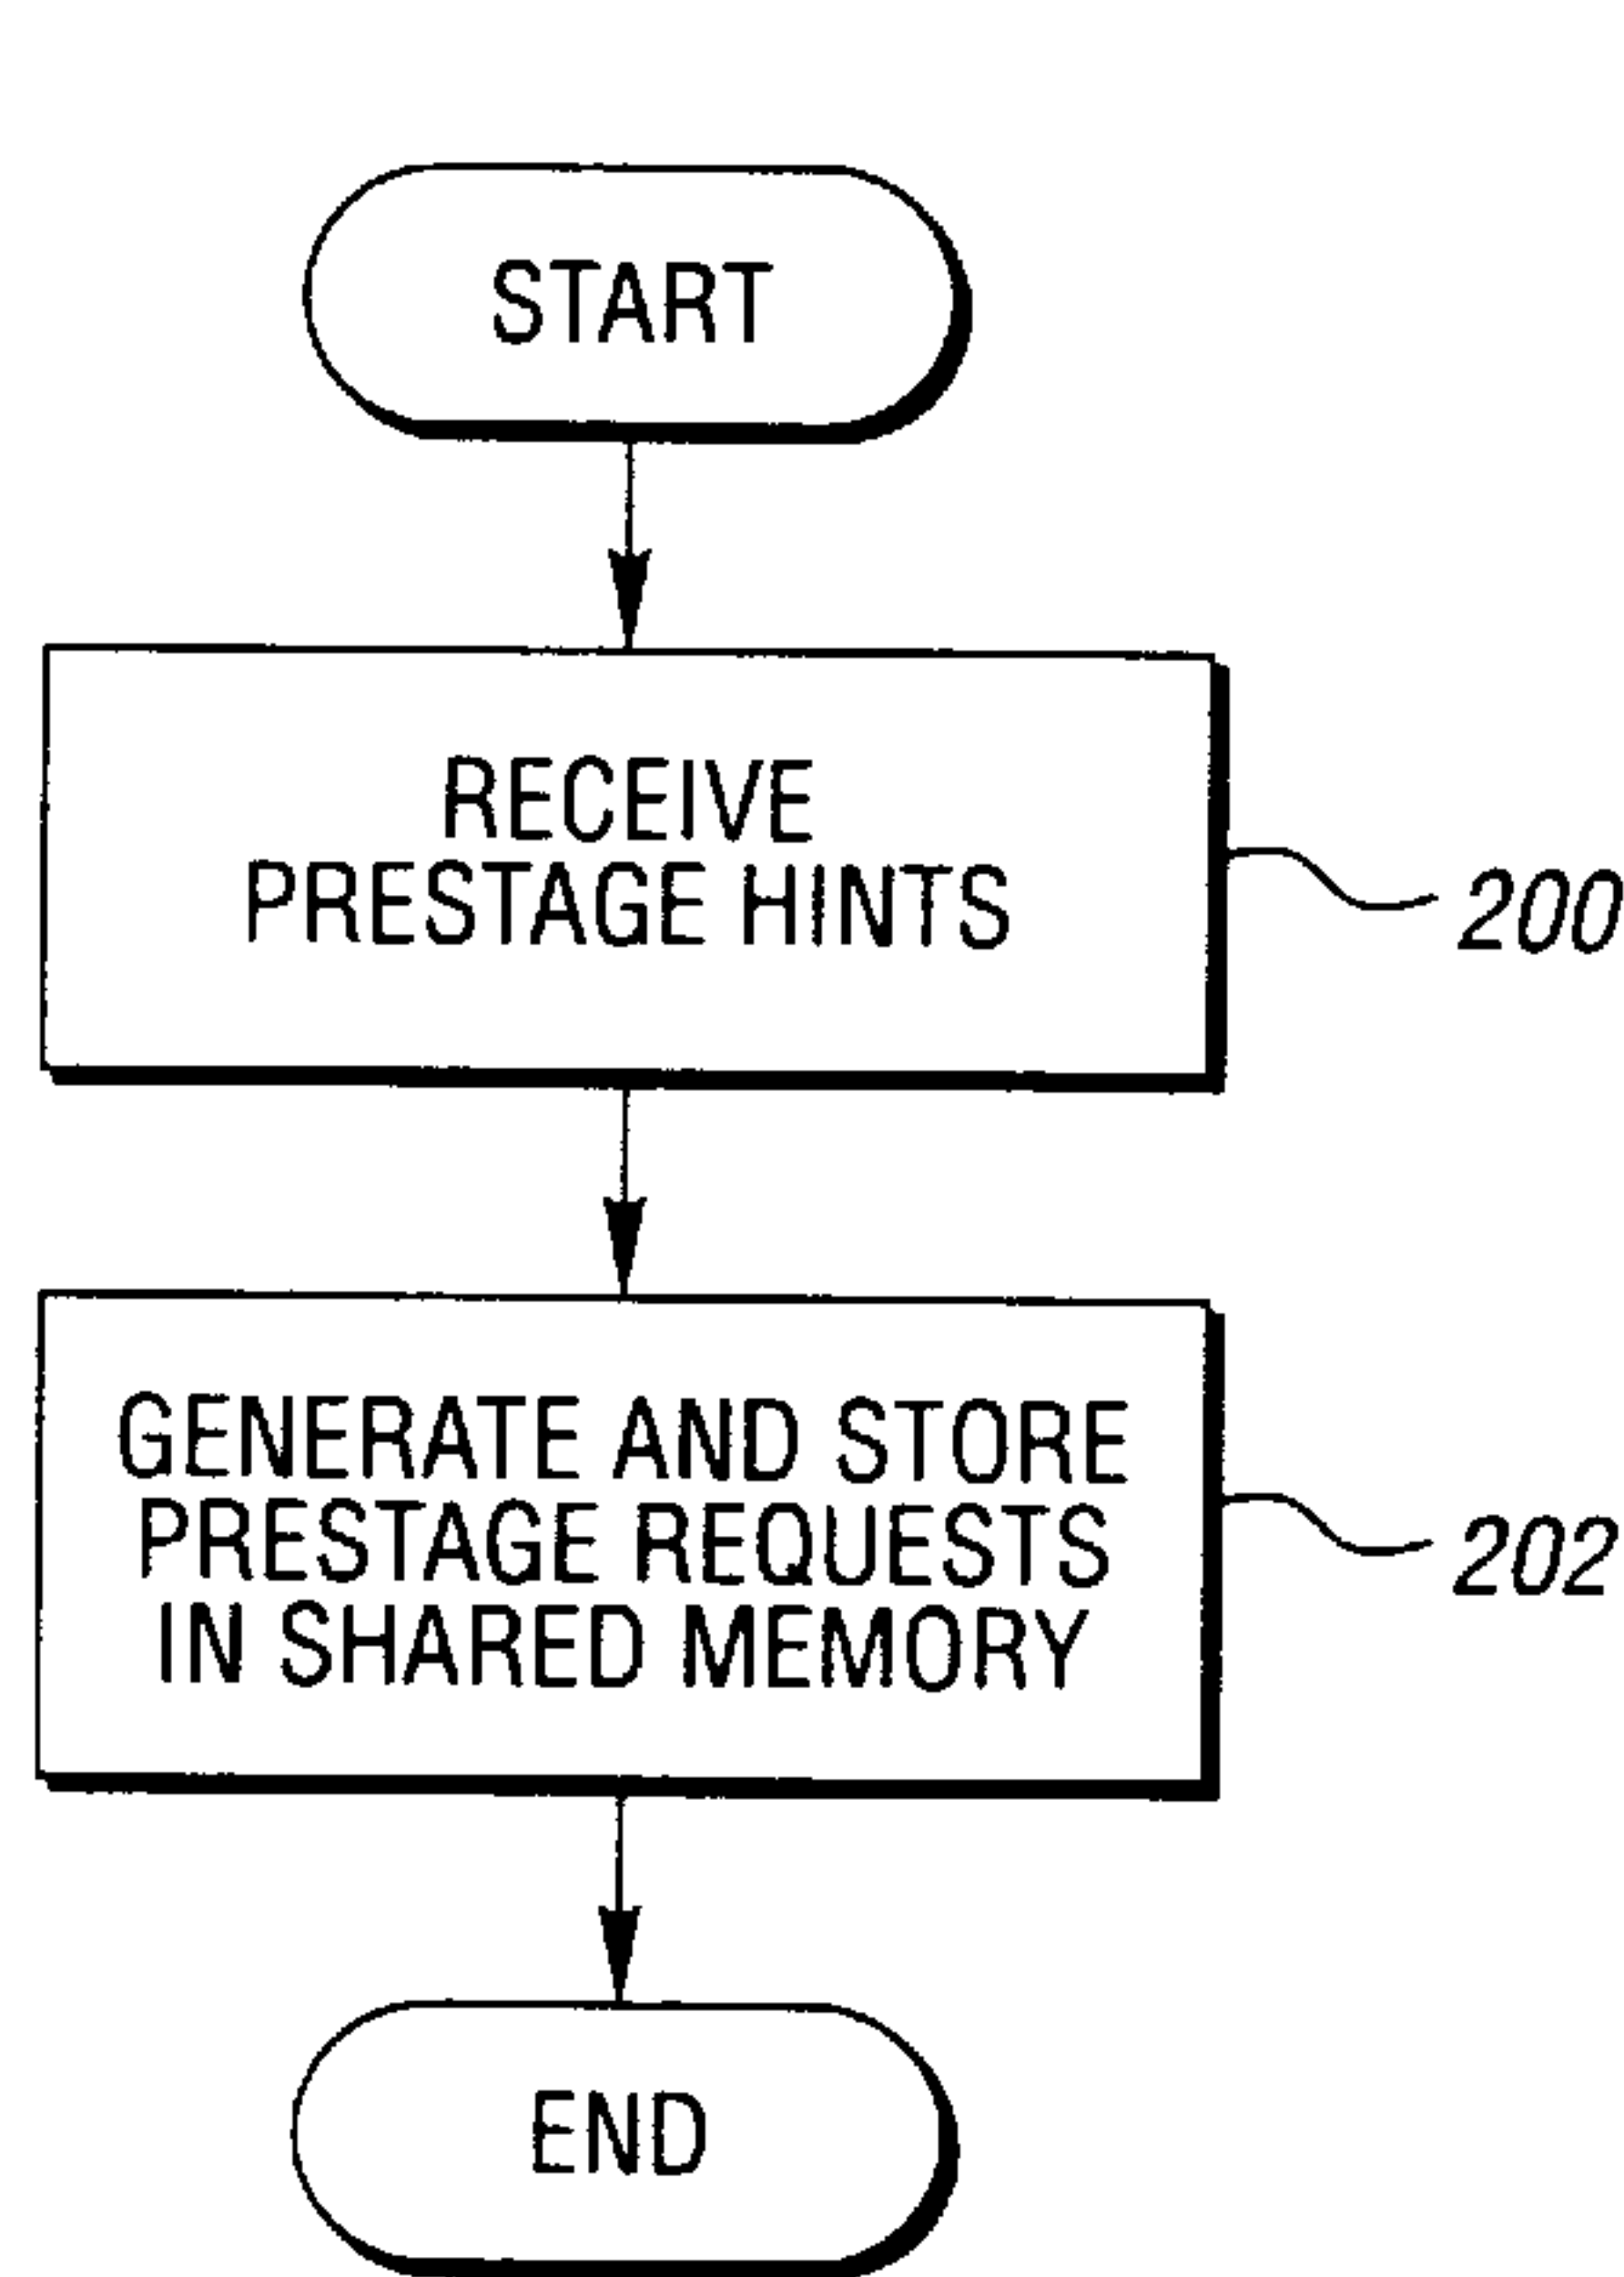 START
RECEIVE
PRESTAGE HINTS
200
GENERATE AND STORE
PRESTAGE REQUESTS
IN SHARED MEMORY
202
END